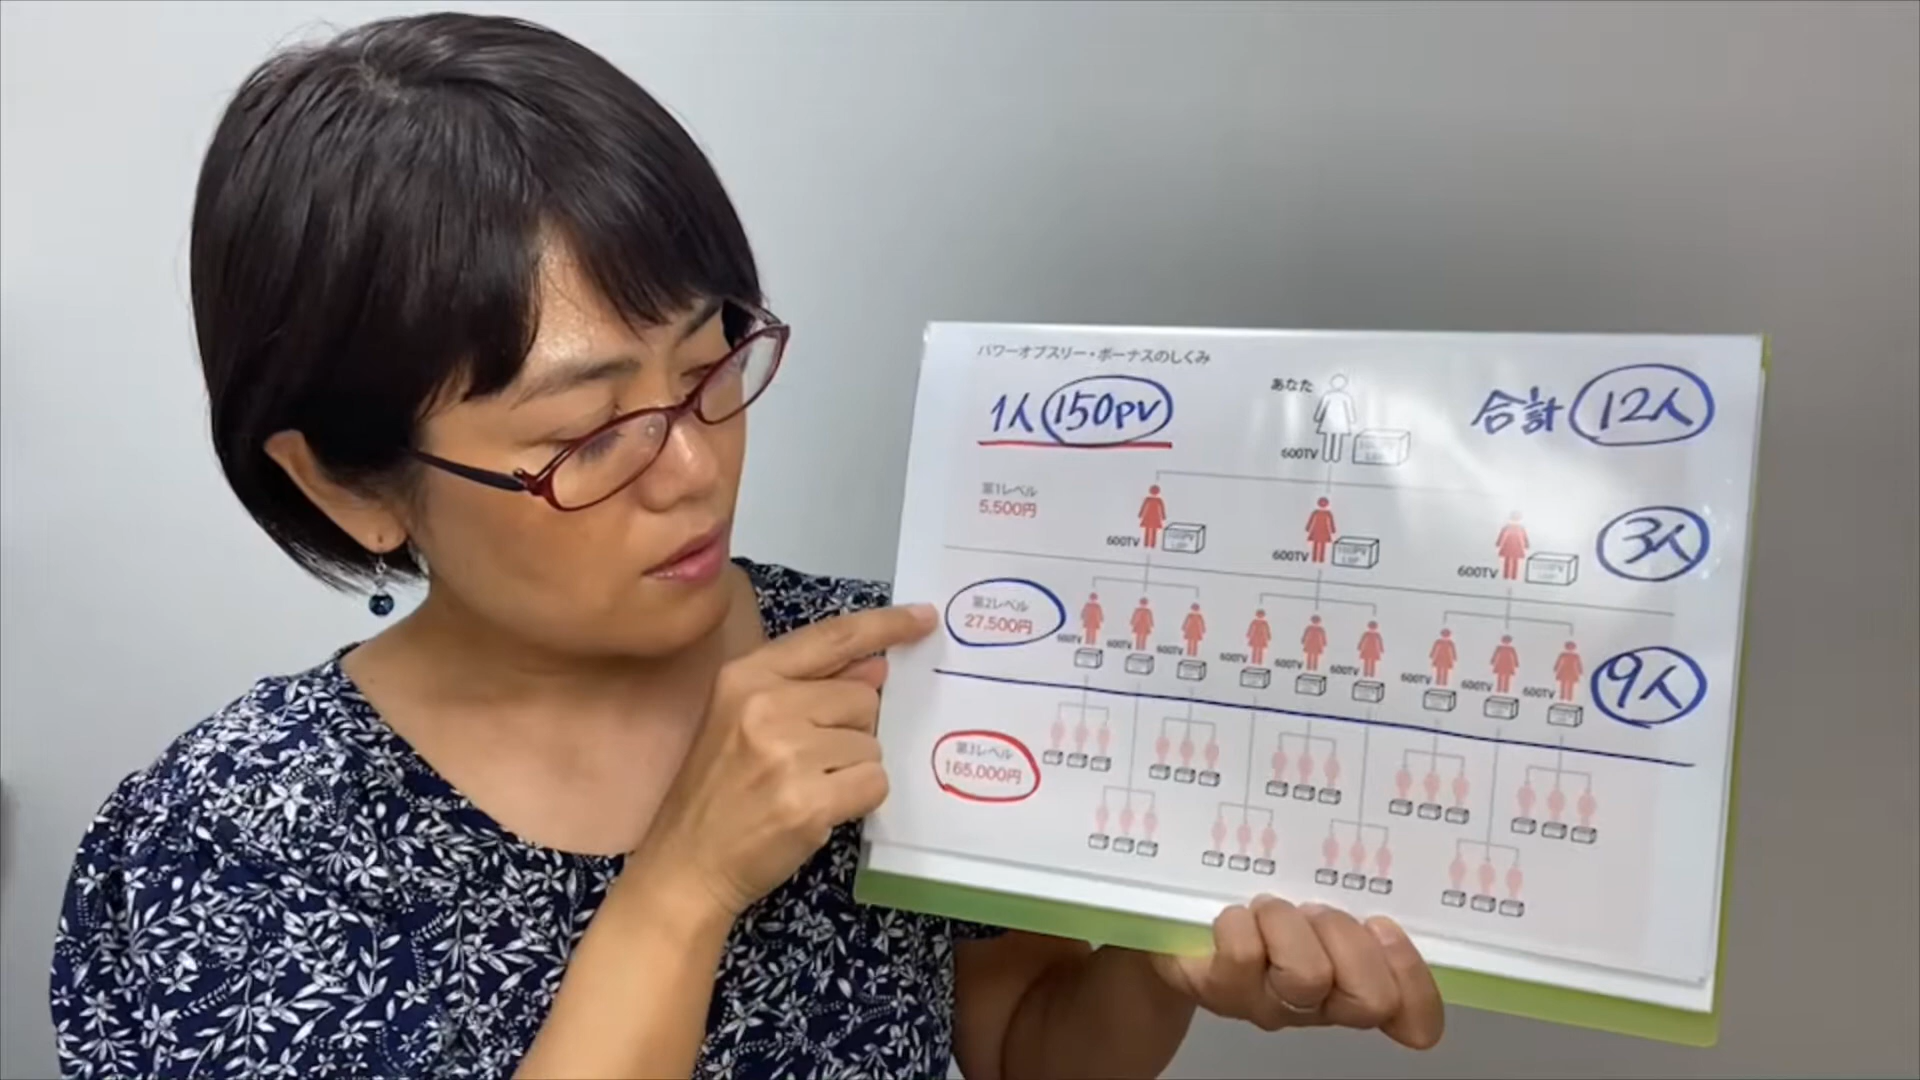 パワーオブスリー・ボーナスのしくみ
1人 150PV
あなた
合計 12人
600TV
第1レベル
5,500円
600TV
600TV
600TV
3人
第2レベル
27,500円
600TV
600TV
600TV
600TV
600TV
600TV
600TV
600TV
600TV
9人
第3レベル
165,000円